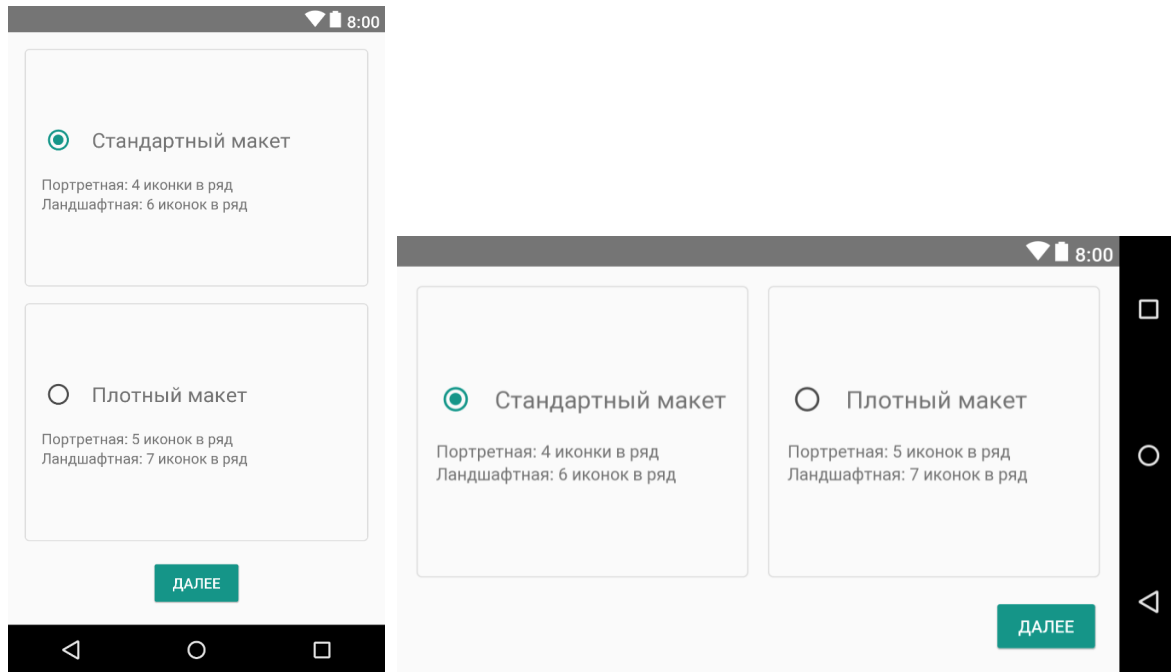 8:00
Стандартный макет
Портретная: 4 иконки в ряд
Ландшафтная: 6 иконок в ряд
Плотный макет
Портретная: 5 иконок в ряд
Ландшафтная: 7 иконок в ряд
ДАЛЕЕ
8:00
Стандартный макет
Портретная: 4 иконки в ряд
Ландшафтная: 6 иконок в ряд
Плотный макет
Портретная: 5 иконок в ряд
Ландшафтная: 7 иконок в ряд
ДАЛЕЕ